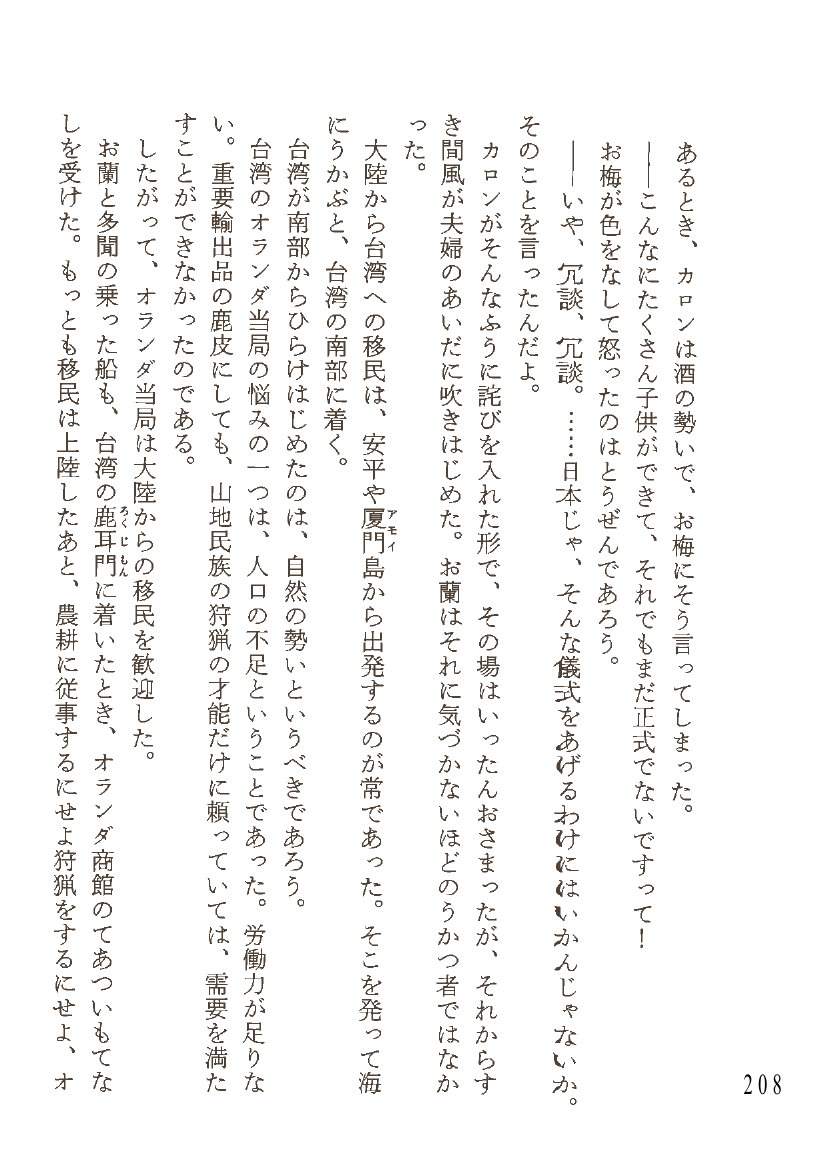 あるとき、カロンは酒の勢いで、お梅にそう言ってしまった。
――こんなにたくさん子供ができて、それでもまだ正式でないですって！
お梅が色をなして怒ったのはとうぜんであろう。
――いや、冗談、冗談。……日本じゃ、そんな儀式をあげるわけにはいかんじゃないか。
そのことを言ったんだよ。
カロンがそんなふうに詫びを入れた形で、その場はいったんおさまったが、それからす
き間風が夫婦のあいだに吹きはじめた。お蘭はそれに気づかないほどのうかつ者ではなか
った。
大陸から台湾への移民は、安平や厦門島から出発するのが常であった。そこを発って海
アモイ
にうかぶと、台湾の南部に着く。
台湾が南部からひらけはじめたのは、自然の勢いというべきであろう。
台湾のオランダ当局の悩みの一つは、人口の不足ということであった。労働力が足りな
い。重要輸出品の鹿皮にしても、山地民族の狩猟の才能だけに頼っていては、需要を満た
すことができなかったのである。
したがって、オランダ当局は大陸からの移民を歓迎した。
お蘭と多聞の乗った船も、台湾の鹿耳門に着いたとき、オランダ商館のてあついもてな
ろくじもん
しを受けた。もっとも移民は上陸したあと、農耕に従事するにせよ狩猟をするにせよ、オ
208